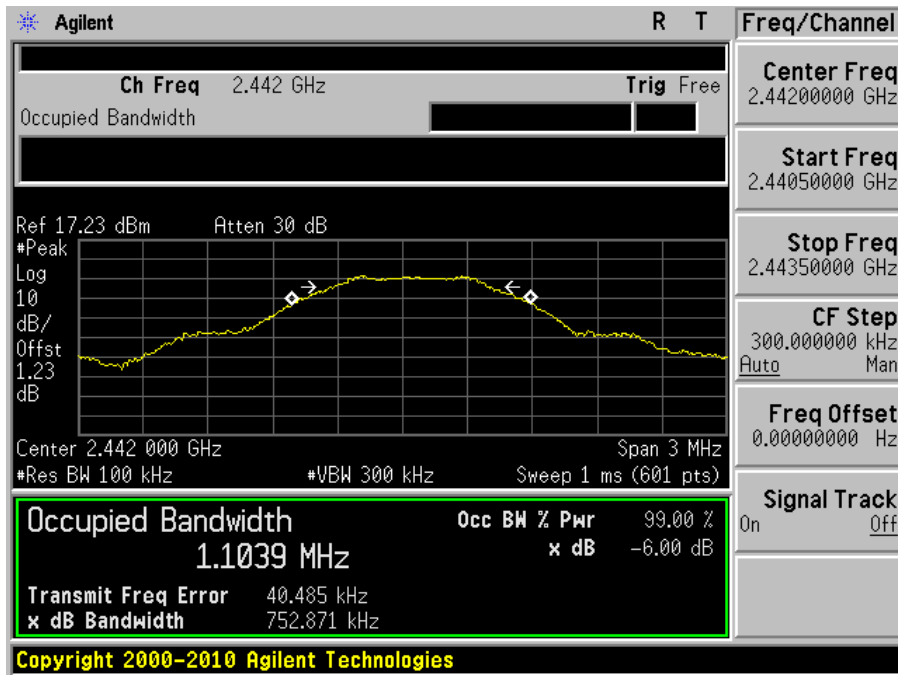 Agilent R T Freq/Channel
Ch Freq 2.442 GHz Trig Free
Occupied Bandwidth
Center Freq
2.44200000 GHz
Start Freq
2.44050000 GHz
Stop Freq
2.44350000 GHz
CF Step
300.000000 kHz
Auto Man
Freq Offset
0.00000000 Hz
Signal Track
On Off
Ref 17.23 dBm Atten 30 dB
#Peak
Log
10
dB/
Offst
1.23
dB
Center 2.442 000 GHz Span 3 MHz
#Res BW 100 kHz #VBW 300 kHz Sweep 1 ms (601 pts)
Occupied Bandwidth Occ BW % Pwr 99.00 %
1.1039 MHz x dB -6.00 dB
Transmit Freq Error 40.485 kHz
x dB Bandwidth 752.871 kHz
Copyright 2000-2010 Agilent Technologies